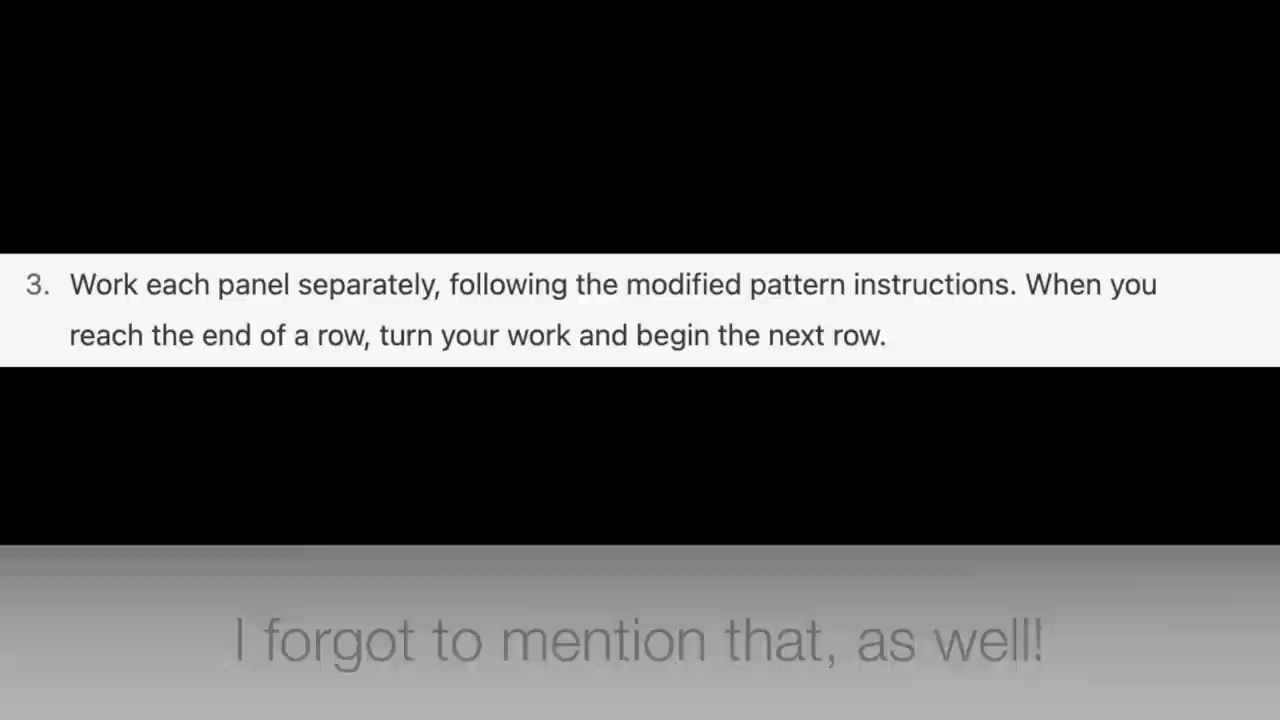 3. Work each panel separately, following the modified pattern instructions. When you
reach the end of a row, turn your work and begin the next row.
I forgot to mention that, as well!